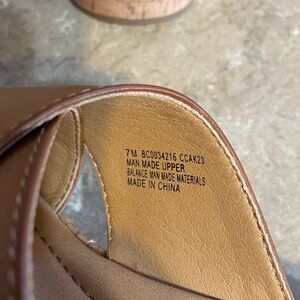 7M BC0034216 CCAK23
MAN MADE UPPER
BALANCE MAN MADE MATERIALS
MADE IN CHINA